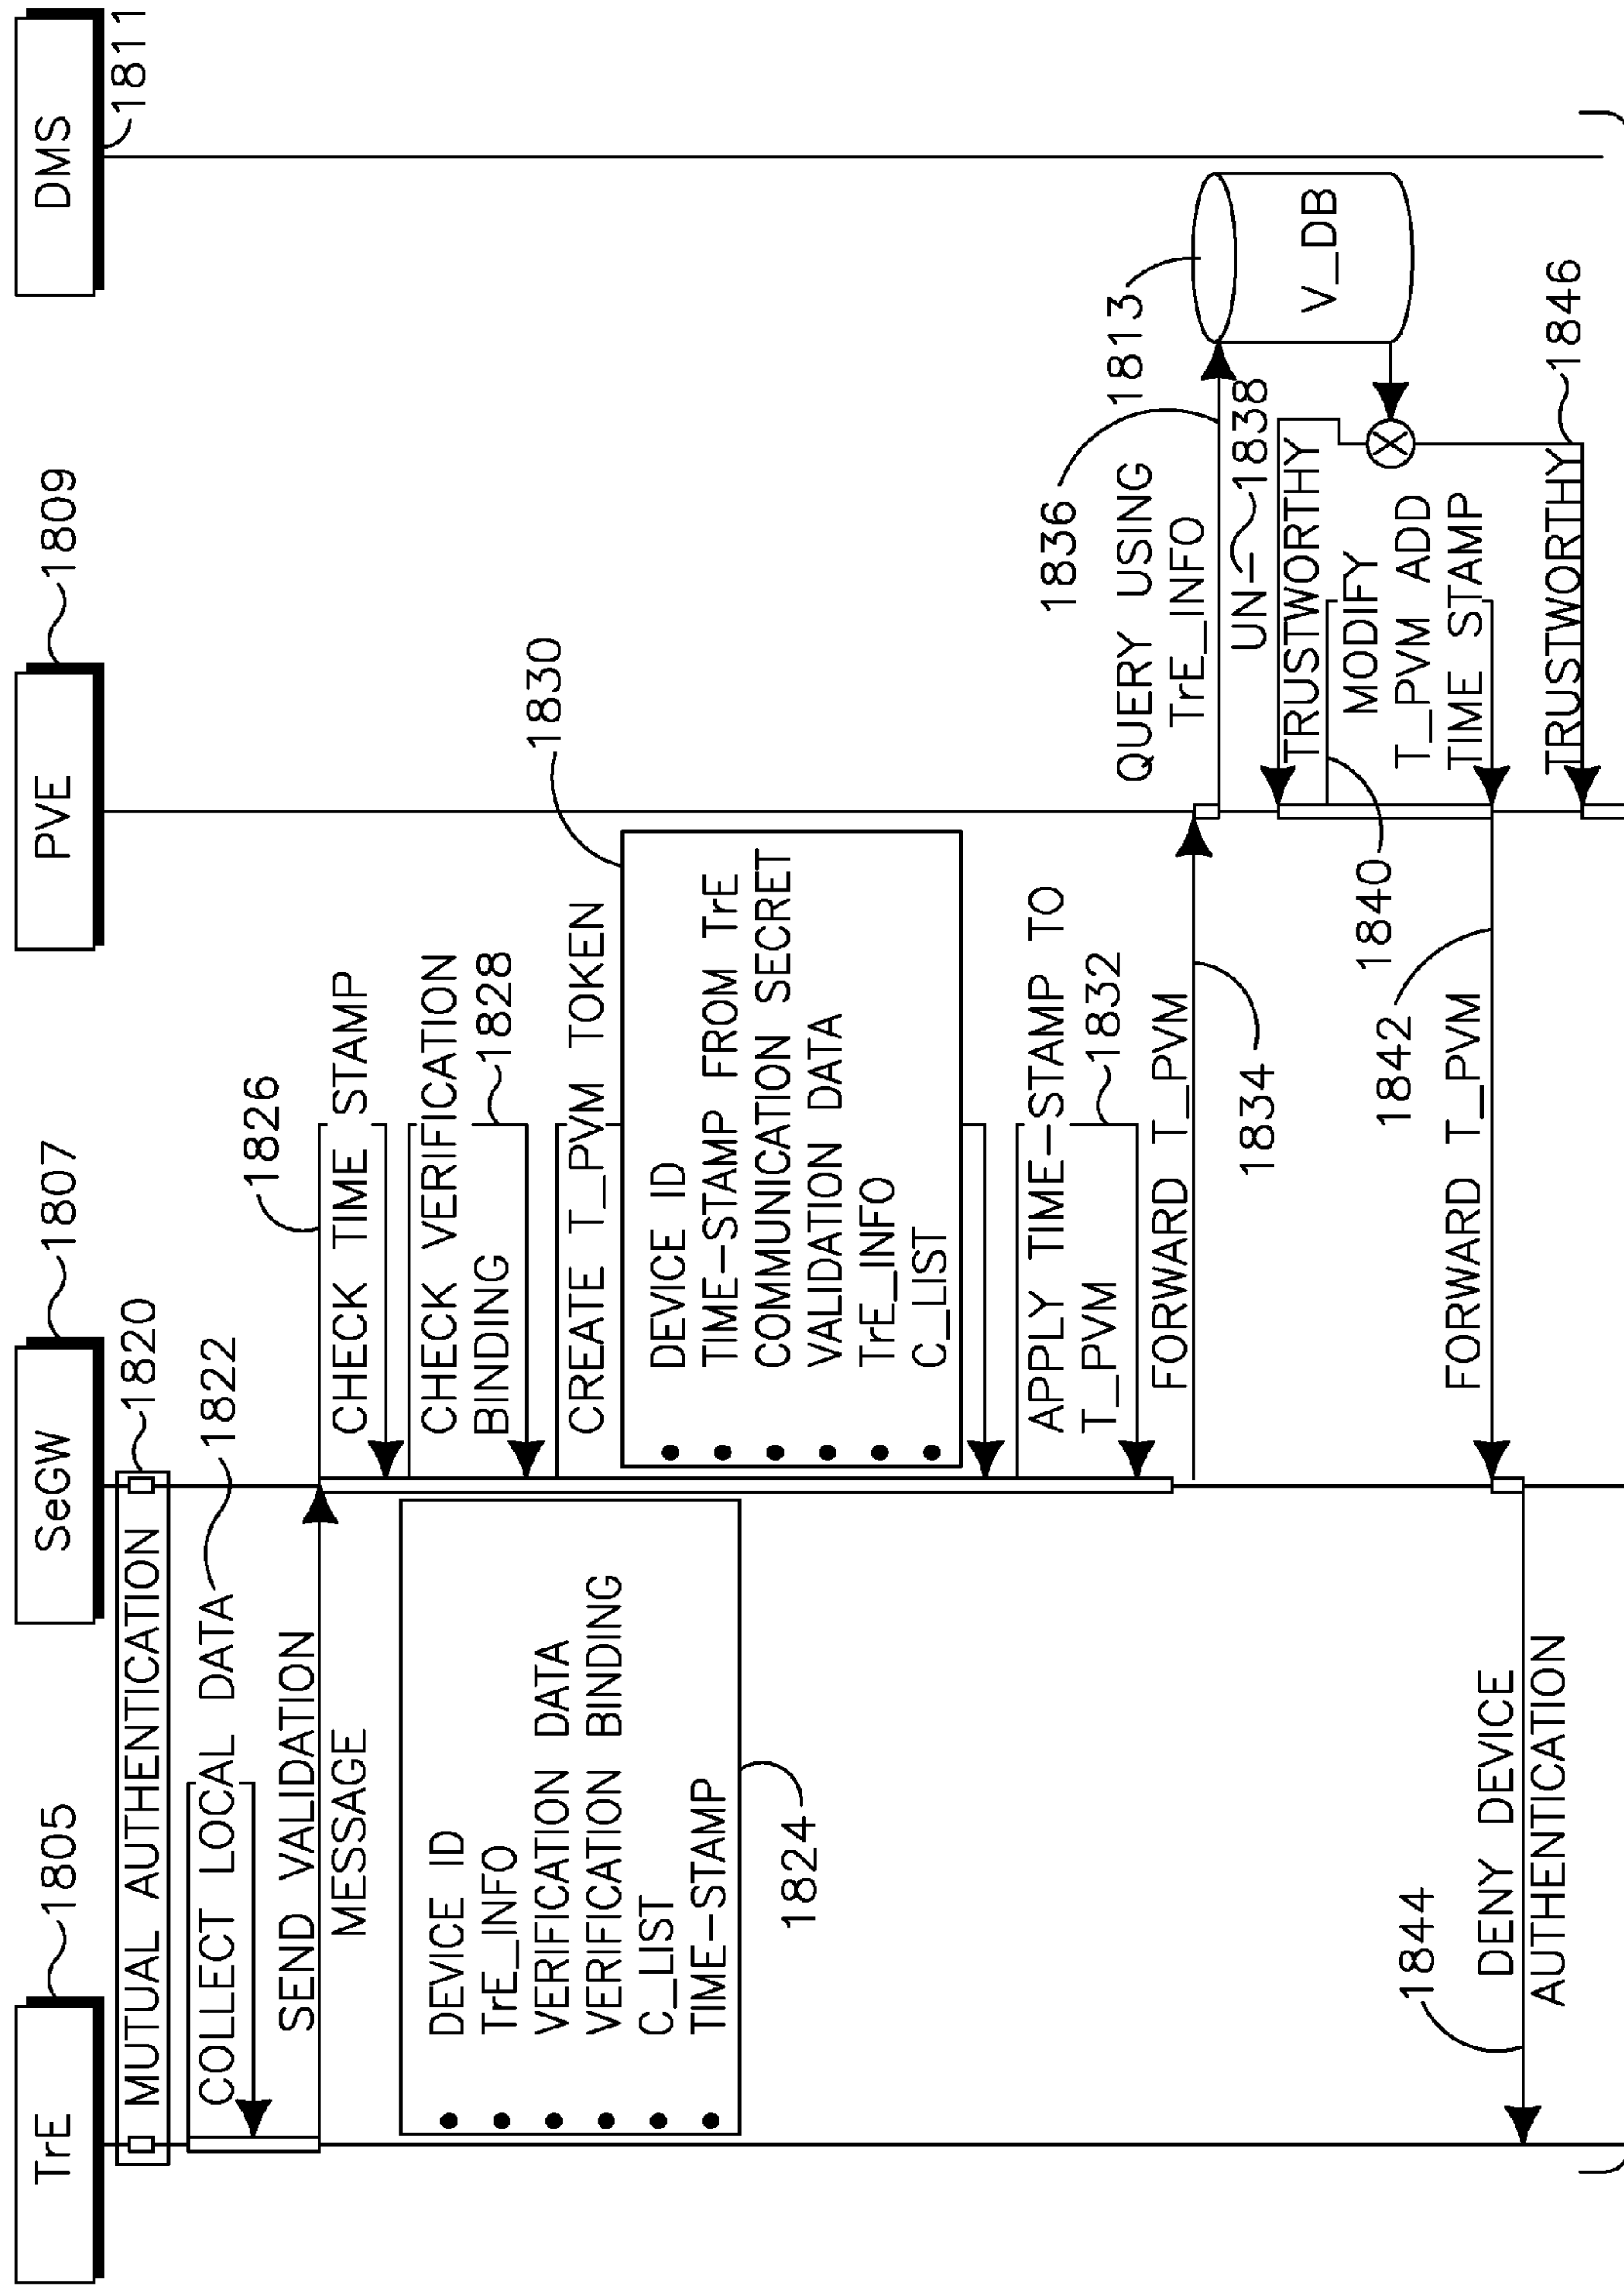 TrE
1805
SeGW
1807
PVE
1809
DMS
1811
MUTUAL AUTHENTICATION
1820
COLLECT LOCAL DATA
1822
SEND VALIDATION
MESSAGE
DEVICE ID
TrE_INFO
VERIFICATION DATA
VERIFICATION BINDING
C_LIST
TIME-STAMP
1824
1826
CHECK TIME STAMP
CHECK VERIFICATION
BINDING
1828
CREATE T_PVM TOKEN
1830
DEVICE ID
TIME-STAMP FROM TrE
COMMUNICATION SECRET
VALIDATION DATA
TrE_INFO
C_LIST
APPLY TIME-STAMP TO
T_PVM
1832
FORWARD T_PVM
1834
1836
QUERY USING
TrE_INFO
1813
V_DB
UN-
1838
TRUSTWORTHY
MODIFY
T_PVM ADD
TIME STAMP
1840
FORWARD T_PVM
1842
DENY DEVICE
AUTHENTICATION
1844
TRUSTWORTHY
1846